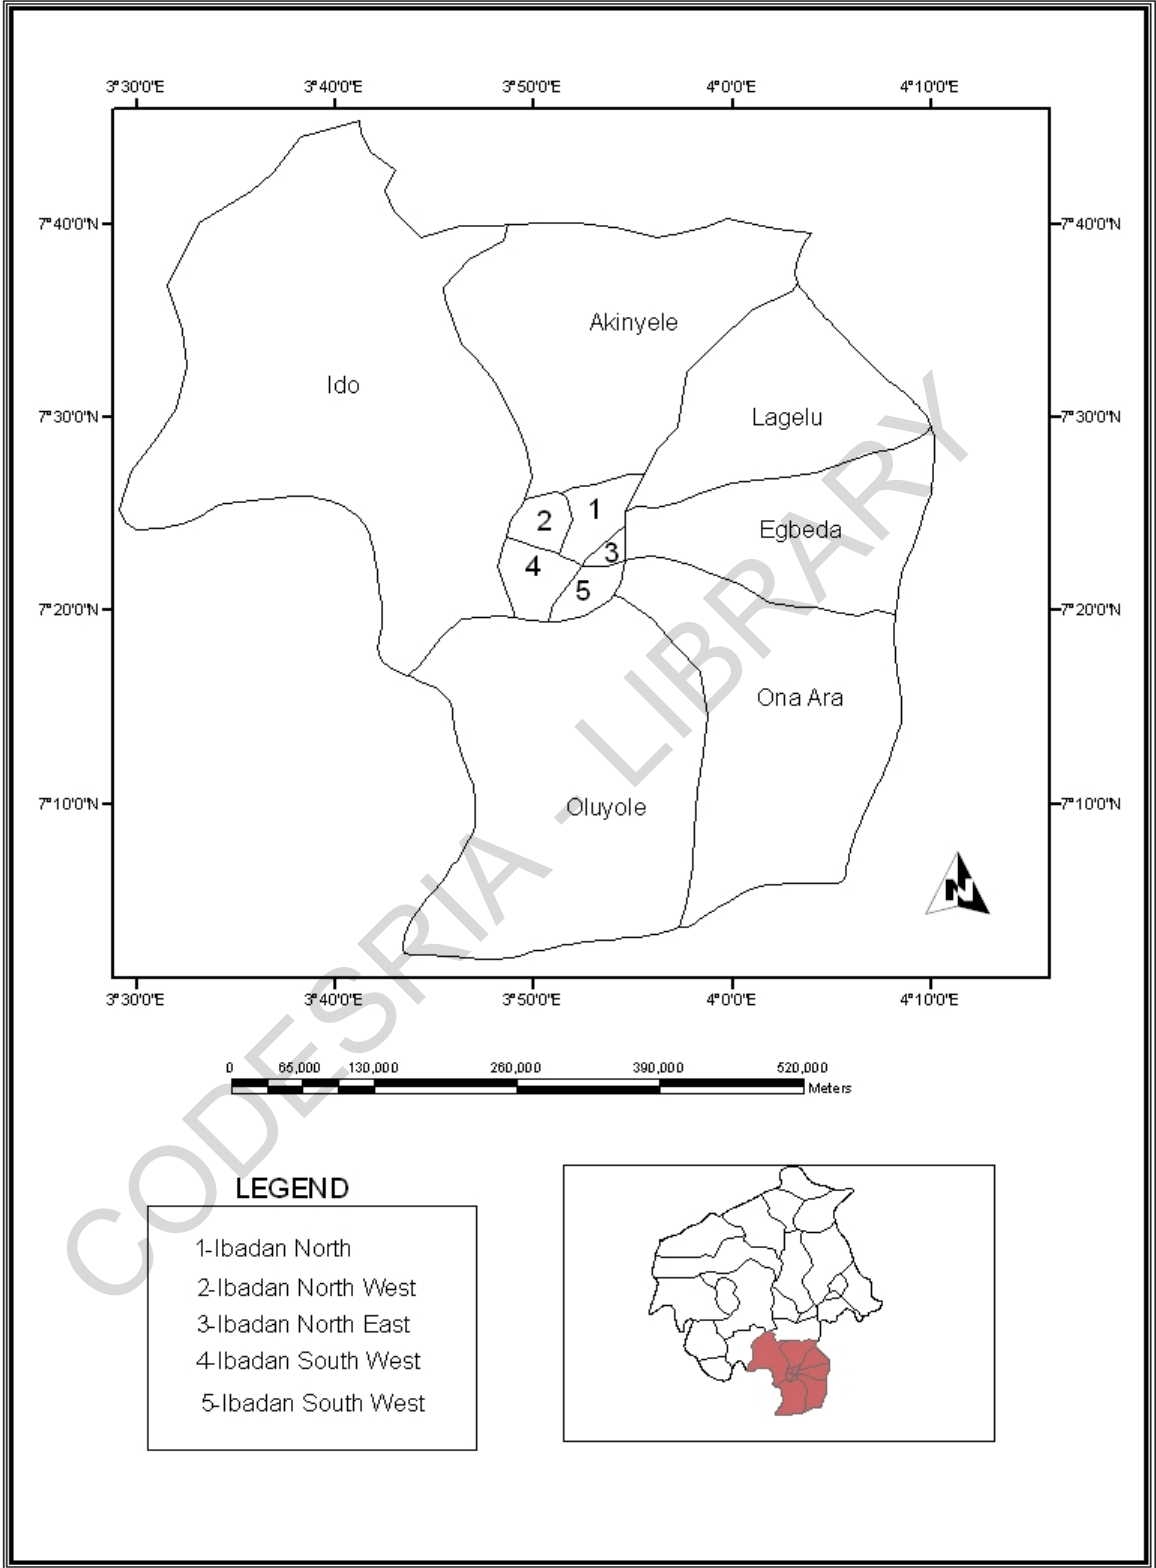 3°30'0"E 3°40'0"E 3°50'0"E 4°0'0"E 4°10'0"E
7°40'0"N 7°40'0"N
Akinyele
Ido
7°30'0"N Lagelu 7°30'0"N
1
2 Egbeda
3
4
5
7°20'0"N 7°20'0"N
Ona Ara
7°10'0"N Oluyole 7°10'0"N
N
3°30'0"E 3°40'0"E 3°50'0"E 4°0'0"E 4°10'0"E
0 65,000 130,000 260,000 390,000 520,000
Meters
CODESRIA - LIBRARY
LEGEND
1-Ibadan North
2-Ibadan North West
3-Ibadan North East
4-Ibadan South West
5-Ibadan South West